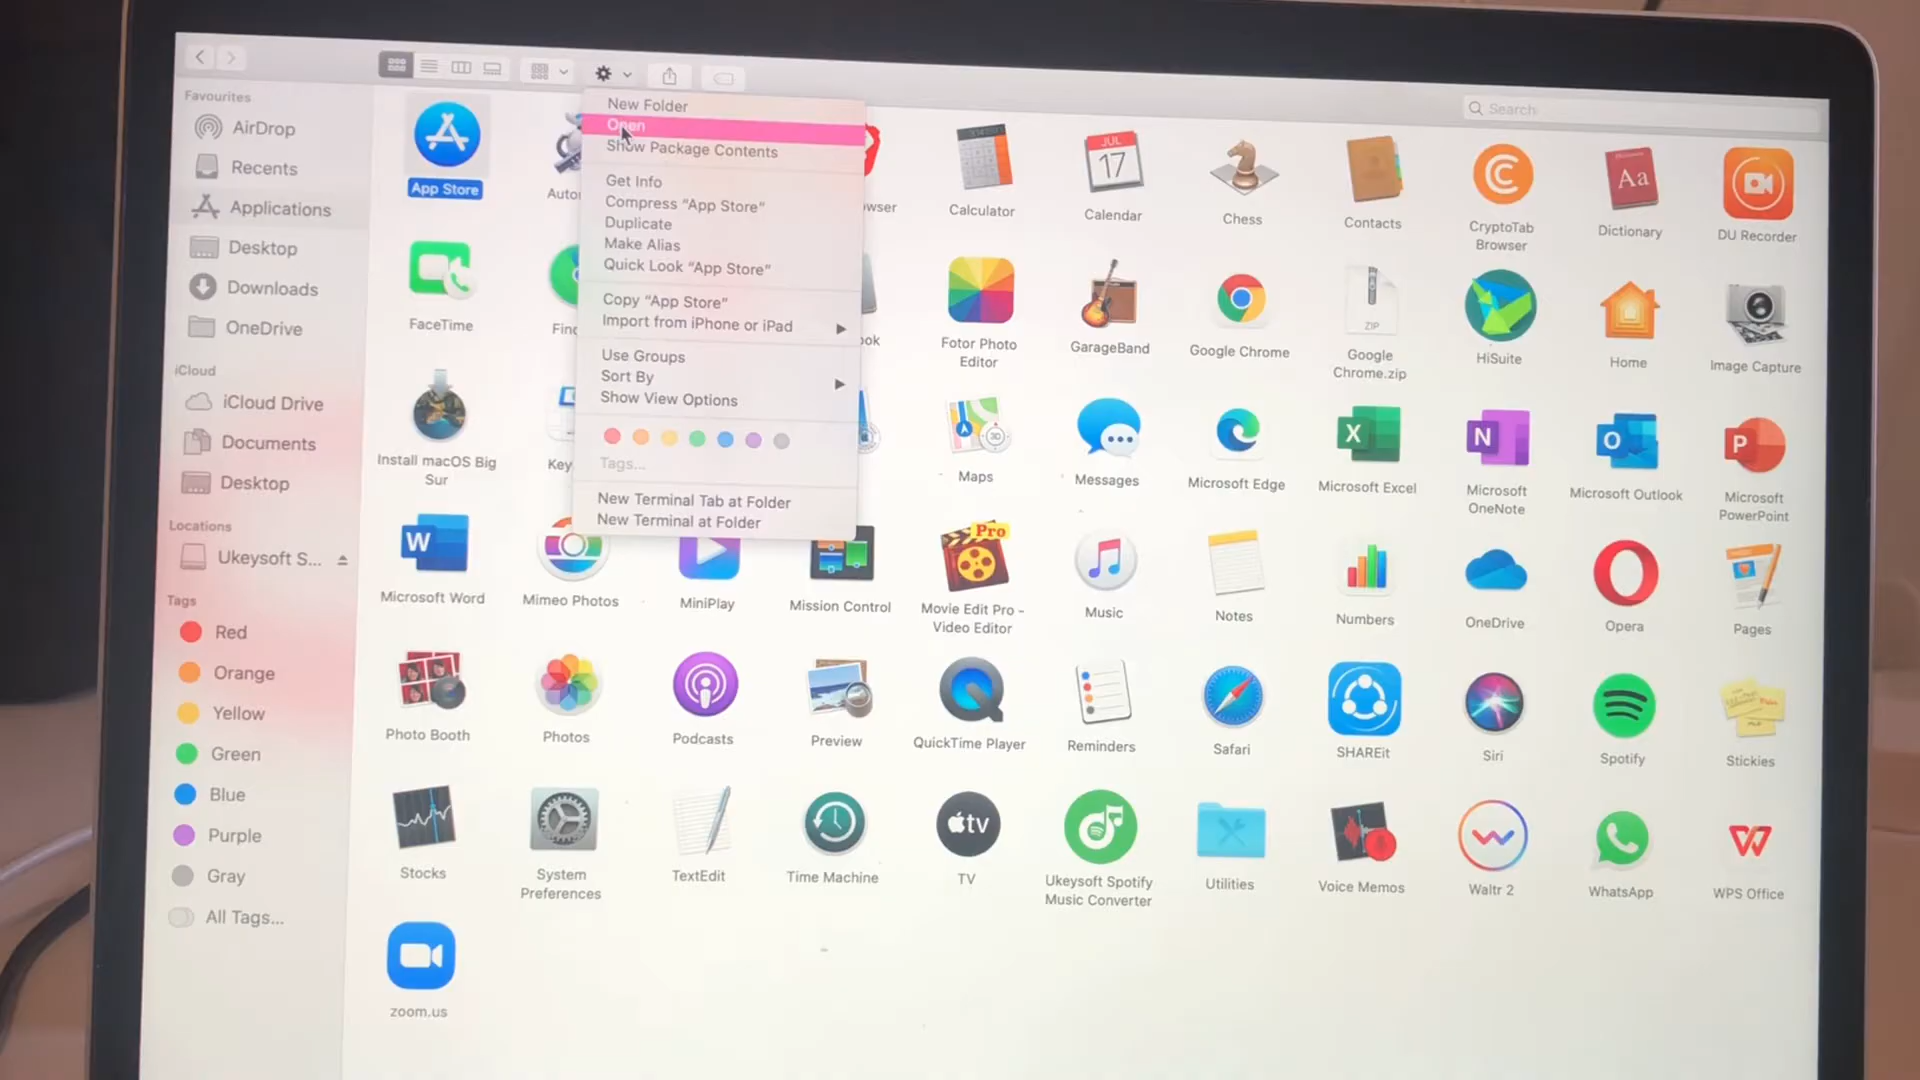 Search
Favourites
AirDrop
Recents
Applications
Desktop
Downloads
OneDrive
iCloud
iCloud Drive
Documents
Desktop
Locations
Ukeysoft S...
Tags
Red
Orange
Yellow
Green
Blue
Purple
Gray
All Tags...
New Folder
Open
Show Package Contents
Get Info
Compress “App Store”
Duplicate
Make Alias
Quick Look “App Store”
Copy “App Store”
Import from iPhone or iPad
Use Groups
Sort By
Show View Options
Tags...
New Terminal Tab at Folder
New Terminal at Folder
App Store
Calculator
JUL
17
Calendar
Chess
Contacts
CryptoTab
Browser
Aa
Dictionary
DU Recorder
FaceTime
Fotor Photo
Editor
GarageBand
Google Chrome
ZIP
Google
Chrome.zip
HiSuite
Home
Image Capture
Install macOS Big
Sur
3D
Maps
Messages
Microsoft Edge
X
Microsoft Excel
N
Microsoft
OneNote
O
Microsoft Outlook
P
Microsoft
PowerPoint
W
Microsoft Word
Mimeo Photos
MiniPlay
Mission Control
Pro
Movie Edit Pro -
Video Editor
Music
Notes
Numbers
OneDrive
Opera
Pages
Photo Booth
Photos
Podcasts
Preview
QuickTime Player
Reminders
Safari
SHAREit
Siri
Spotify
Stickies
Stocks
System
Preferences
TextEdit
Time Machine
tv
TV
Ukeysoft Spotify
Music Converter
Utilities
Voice Memos
Waltr 2
WhatsApp
W
WPS Office
zoom.us